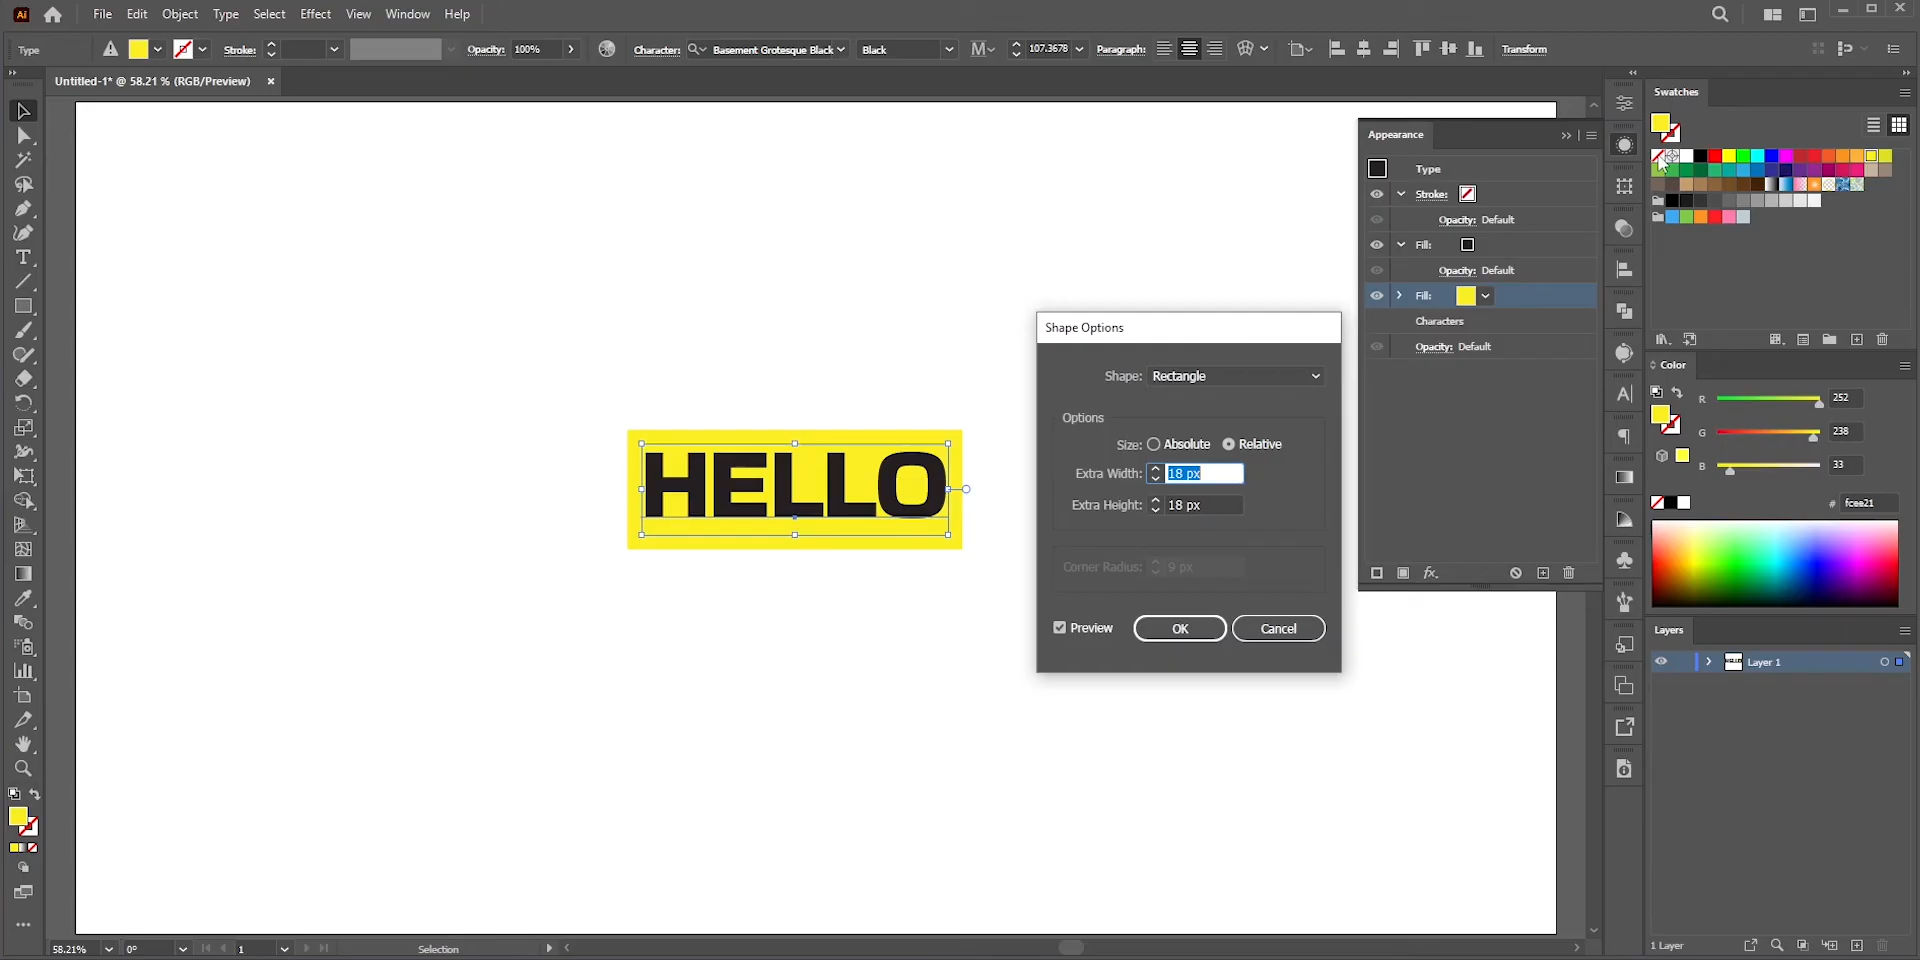 Ai File Edit Object Type Select Effect View Window Help
Type Stroke: Opacity: 100% Character: Basement Grotesque Black Black 107.3678 Paragraph: Transform
Untitled-1* @ 58.21 % (RGB/Preview) ×
Swatches
Appearance
Type
Stroke:
Opacity: Default
Fill:
Opacity: Default
Fill:
Characters
Opacity: Default
Shape Options
Shape: Rectangle
Options
Size: Absolute Relative
Extra Width: 18 px
Extra Height: 18 px
Corner Radius: 9 px
Preview OK Cancel
HELLO
Color
R 252
G 238
B 33
# fcee21
Layers
Layer 1
1 Layer
58.21% 0° 1 Selection